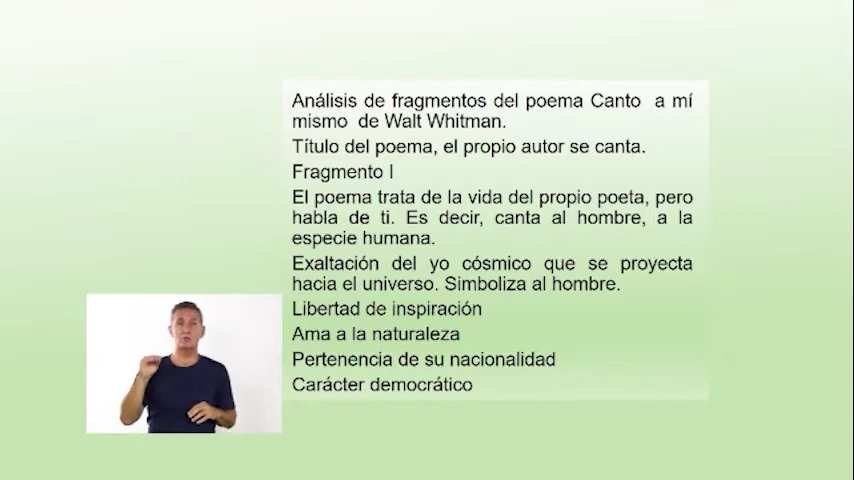 Análisis de fragmentos del poema Canto a mí
mismo de Walt Whitman.
Título del poema, el propio autor se canta.
Fragmento I
El poema trata de la vida del propio poeta, pero
habla de ti. Es decir, canta al hombre, a la
especie humana.
Exaltación del yo cósmico que se proyecta
hacia el universo. Simboliza al hombre.
Libertad de inspiración
Ama a la naturaleza
Pertenencia de su nacionalidad
Carácter democrático